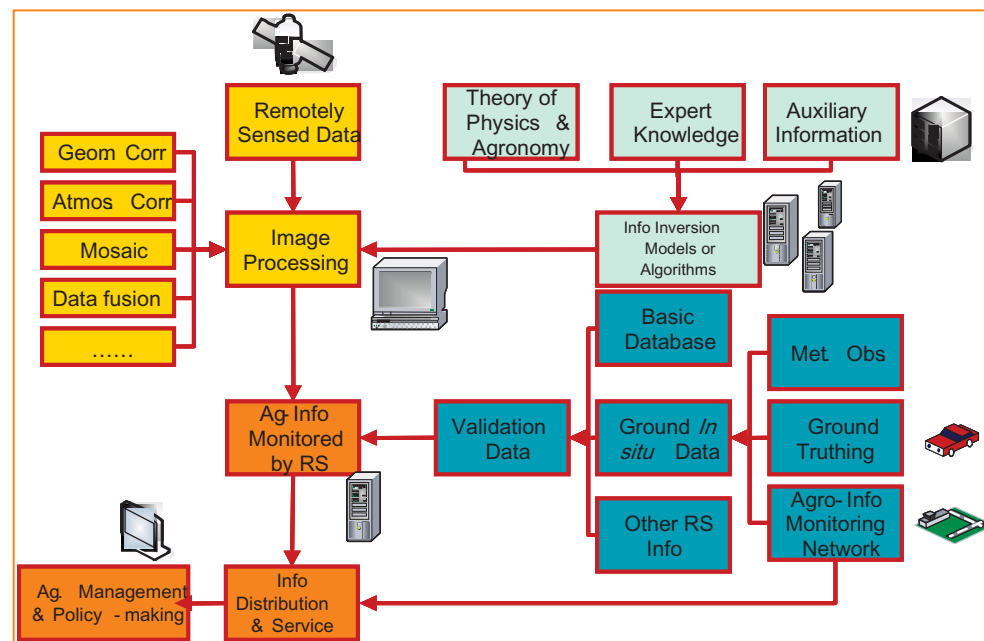 Remotely
Sensed Data
Theory of
Physics &
Agronomy
Expert
Knowledge
Auxiliary
Information
Geom Corr
Atmos Corr
Mosaic
Data fusion
......
Image
Processing
Info Inversion
Models or
Algorithms
Basic
Database
Met. Obs
Ag-Info
Monitored
by RS
Validation
Data
Ground In
situ Data
Ground
Truthing
Other RS
Info
Agro-Info
Monitoring
Network
Ag. Management
& Policy -making
Info
Distribution
& Service